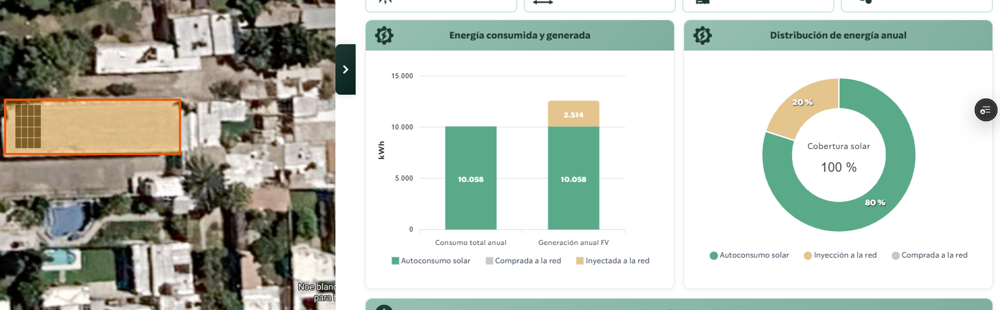 Energía consumida y generada
15.000
10.000
5.000
0
kWh
2.514
10.058
10.058
Consumo total anual
Generación anual FV
Autoconsumo solar
Comprada a la red
Inyectada a la red
Distribución de energía anual
20 %
80 %
Cobertura solar
100 %
Autoconsumo solar
Inyección a la red
Comprada a la red
Noe blanc
para